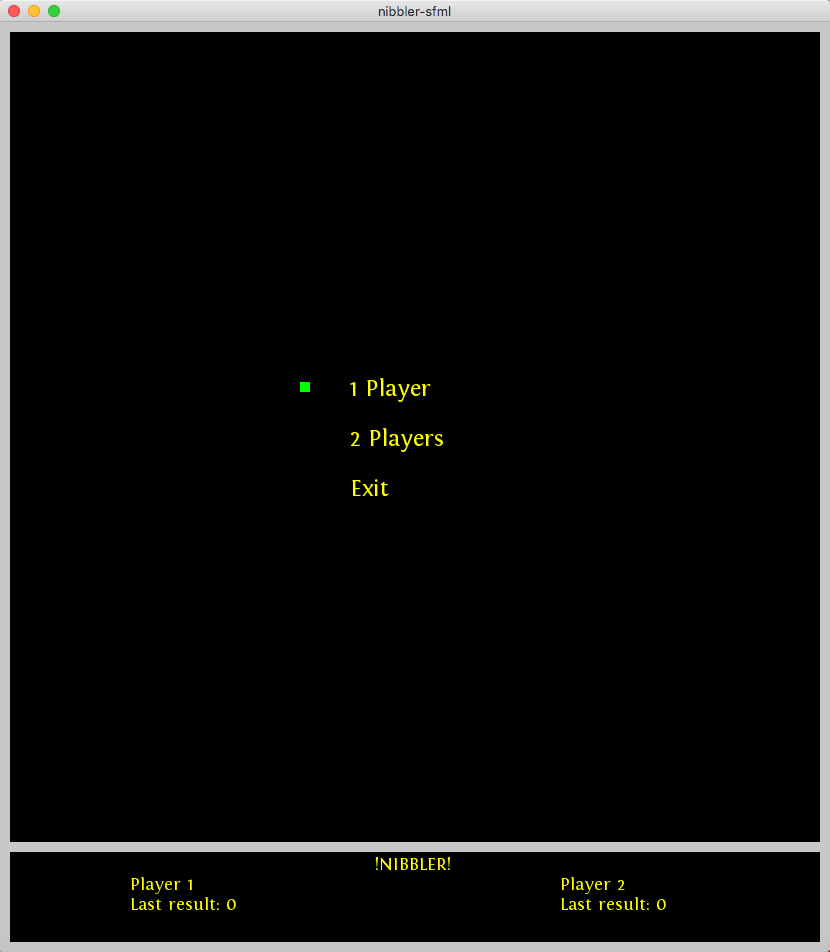 nibbler-sfml
1 Player
2 Players
Exit
!NIBBLER!
Player 1
Last result: 0
Player 2
Last result: 0